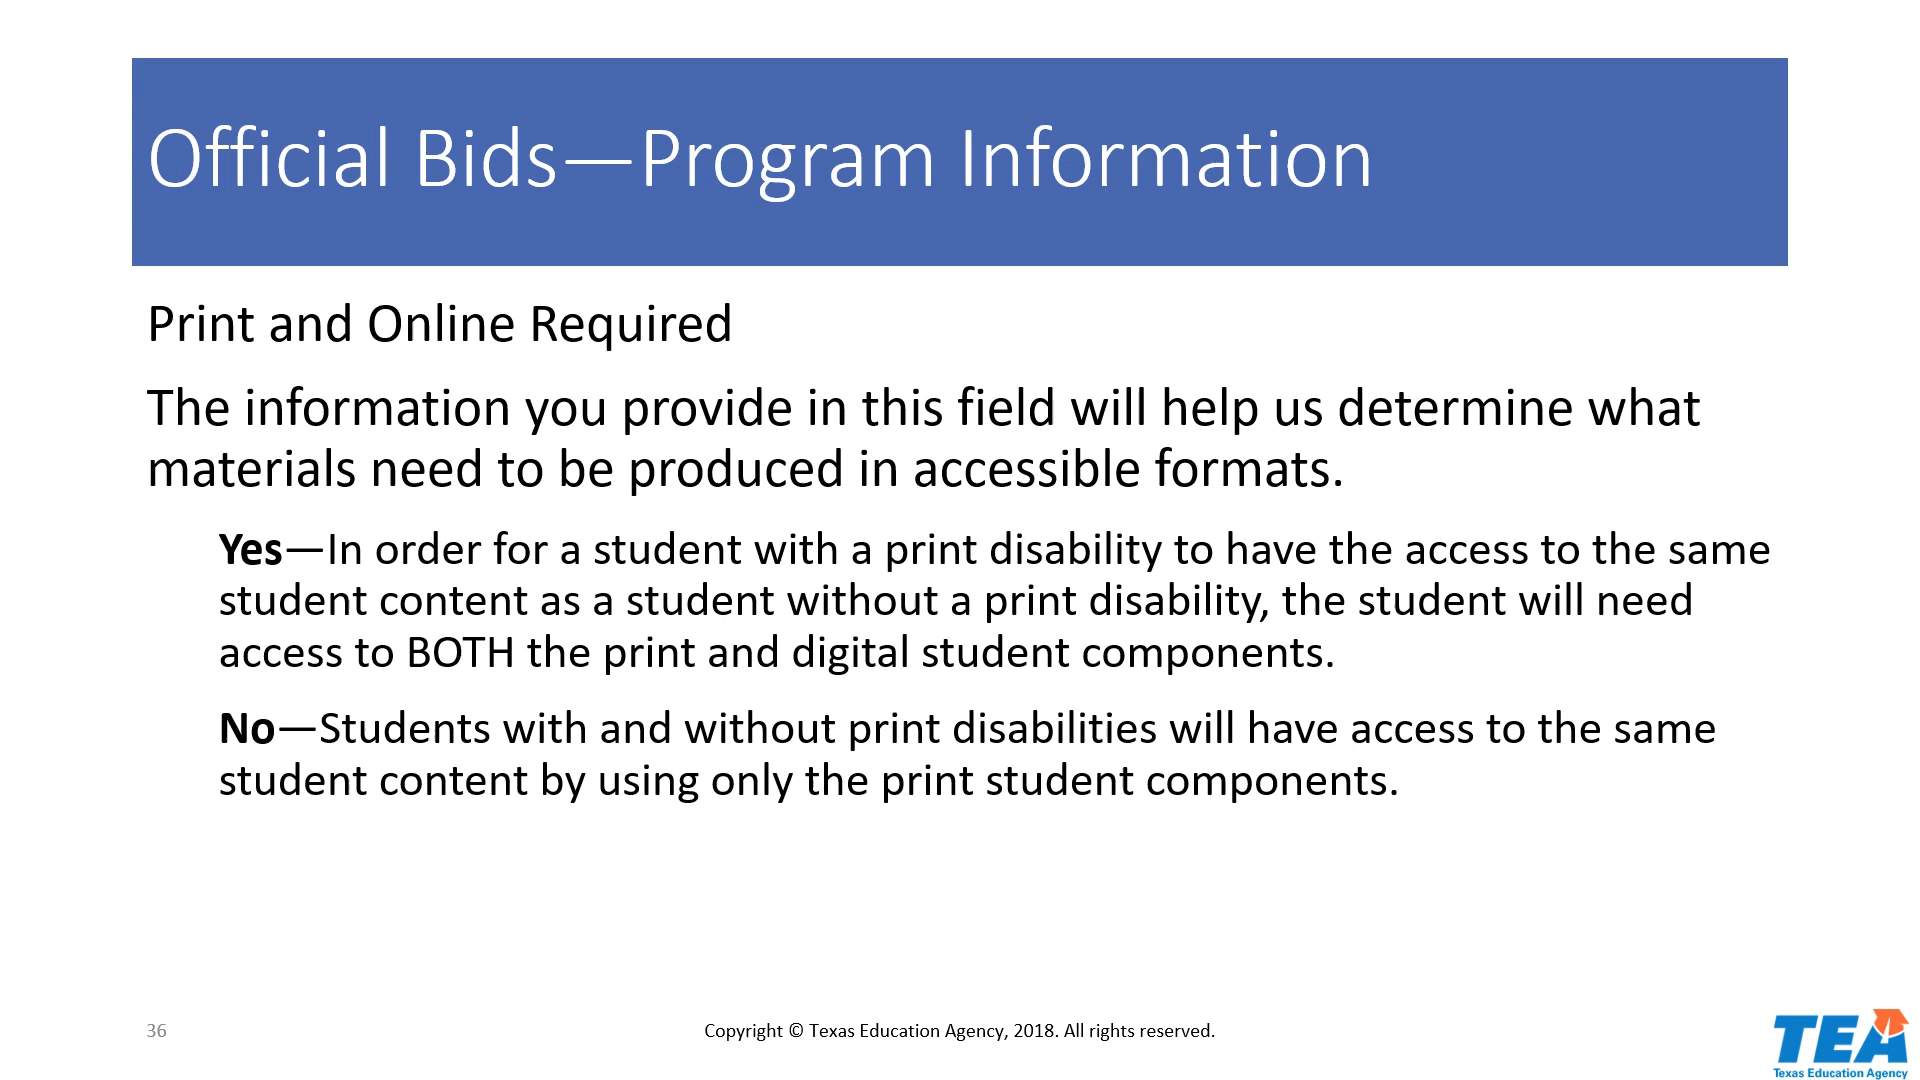 Official Bids—Program Information
Print and Online Required
The information you provide in this field will help us determine what
materials need to be produced in accessible formats.
Yes—In order for a student with a print disability to have the access to the same
student content as a student without a print disability, the student will need
access to BOTH the print and digital student components.
No—Students with and without print disabilities will have access to the same
student content by using only the print student components.
36
Copyright © Texas Education Agency, 2018. All rights reserved.
TEA
Texas Education Agency